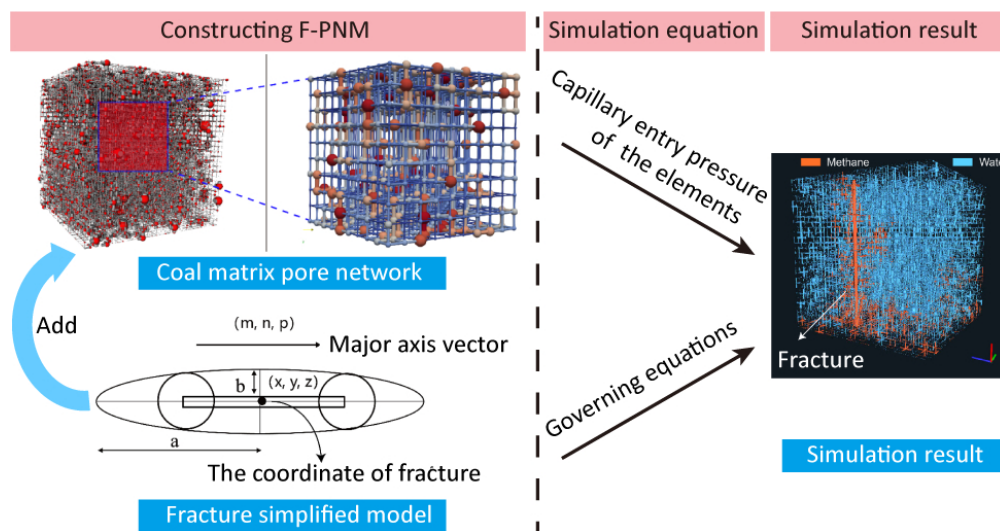 Constructing F-PNM
Simulation equation
Simulation result
Coal matrix pore network
Add
(m, n, p)
Major axis vector
b
(x, y, z)
a
The coordinate of fracture
Fracture simplified model
Capillary entry pressure
of the elements
Governing equations
Methane
Wate
Fracture
Simulation result